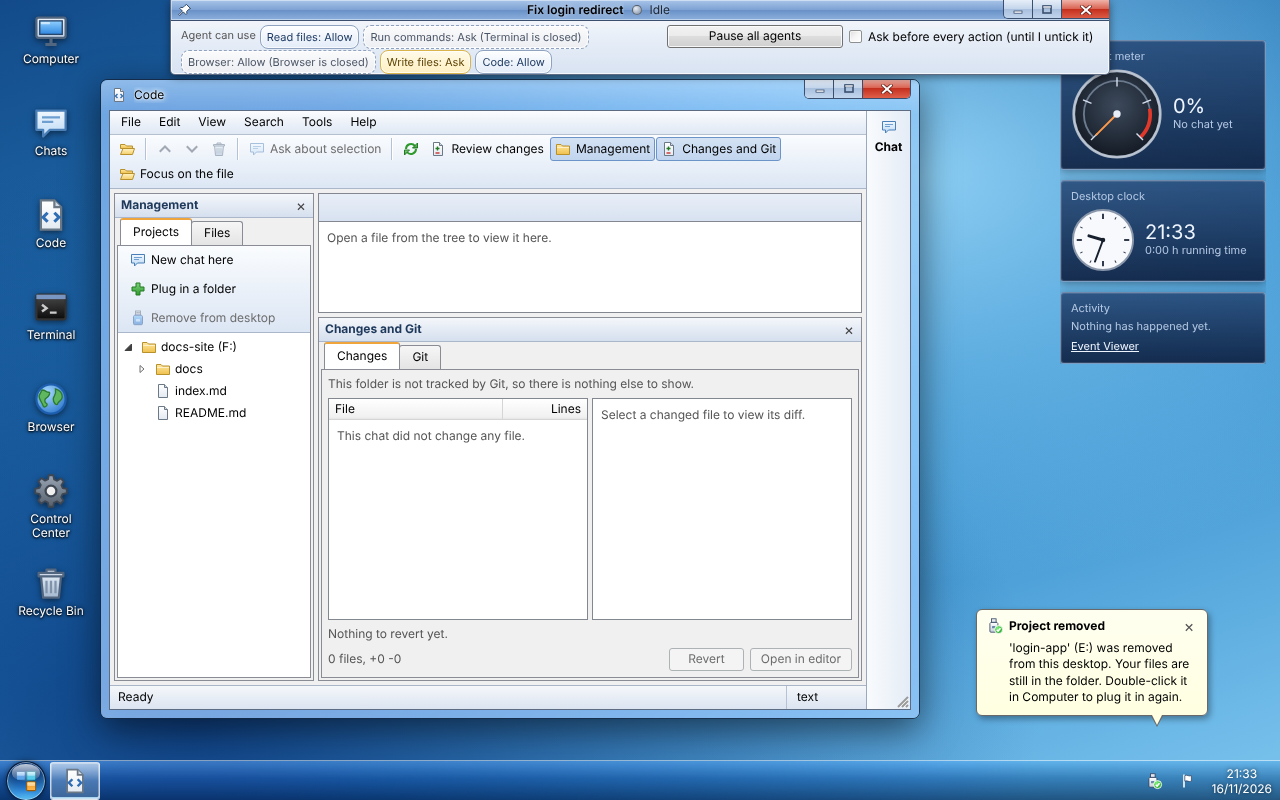 Fix login redirect Idle
Agent can use Read files: Allow Run commands: Ask (Terminal is closed)
Browser: Allow (Browser is closed) Write files: Ask Code: Allow
Pause all agents Ask before every action (until I untick it)
Computer
Chats
Code
Terminal
Browser
Control
Center
Recycle Bin
Code
File Edit View Search Tools Help
Ask about selection Review changes Management Changes and Git
Focus on the file
Chat
Management
Projects Files
New chat here
Plug in a folder
Remove from desktop
docs-site (F:)
docs
index.md
README.md
Open a file from the tree to view it here.
Changes and Git
Changes Git
This folder is not tracked by Git, so there is nothing else to show.
File Lines
This chat did not change any file.
Select a changed file to view its diff.
Nothing to revert yet.
0 files, +0 -0 Revert Open in editor
Ready text
meter
0%
No chat yet
Desktop clock
21:33
0:00 h running time
Activity
Nothing has happened yet.
Event Viewer
Project removed
'login-app' (E:) was removed
from this desktop. Your files are
still in the folder. Double-click it
in Computer to plug it in again.
21:33
16/11/2026